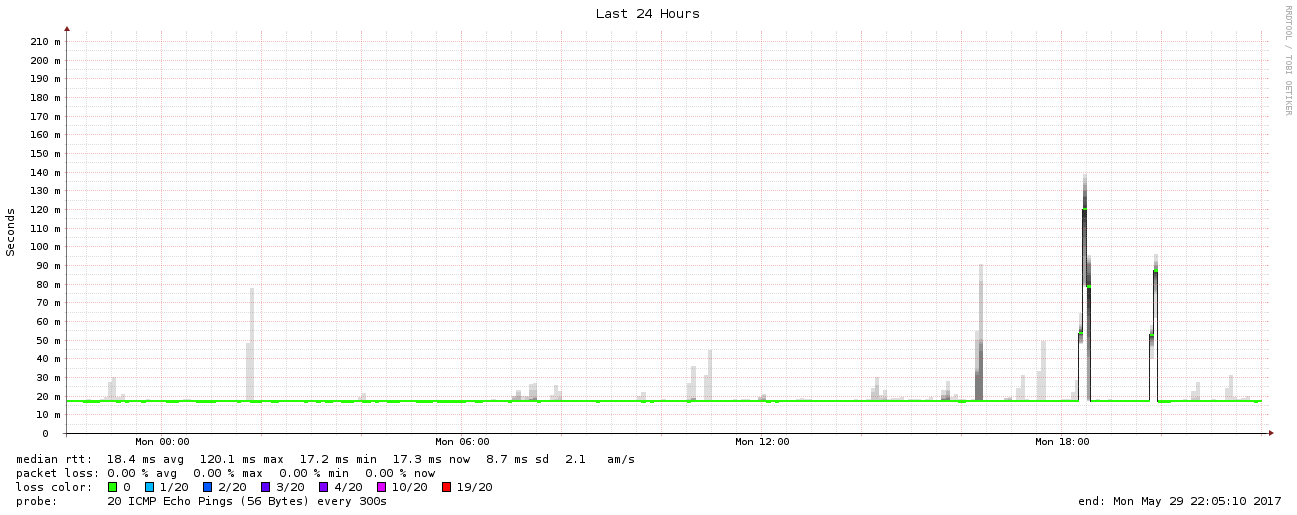 Last 24 Hours
RRDTOOL / TOBI OETIKER
Seconds
210 m
200 m
190 m
180 m
170 m
160 m
150 m
140 m
130 m
120 m
110 m
100 m
90 m
80 m
70 m
60 m
50 m
40 m
30 m
20 m
10 m
0
Mon 00:00 Mon 06:00 Mon 12:00 Mon 18:00
median rtt: 18.4 ms avg 120.1 ms max 17.2 ms min 17.3 ms now 8.7 ms sd 2.1 am/s
packet loss: 0.00 % avg 0.00 % max 0.00 % min 0.00 % now
loss color: 0 1/20 2/20 3/20 4/20 10/20 19/20
probe: 20 ICMP Echo Pings (56 Bytes) every 300s end: Mon May 29 22:05:10 2017